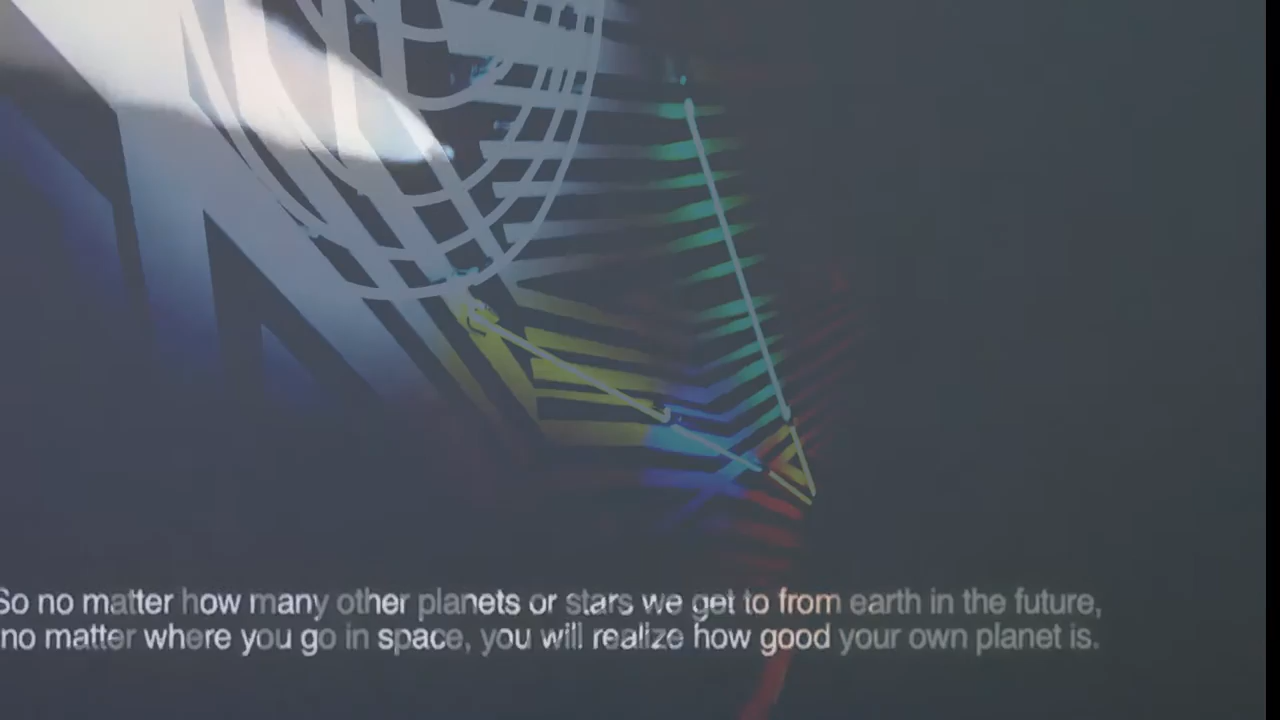 So no matter how many other planets or stars we get to from earth in the future,
no matter where you go in space, you will realize how good your own planet is.